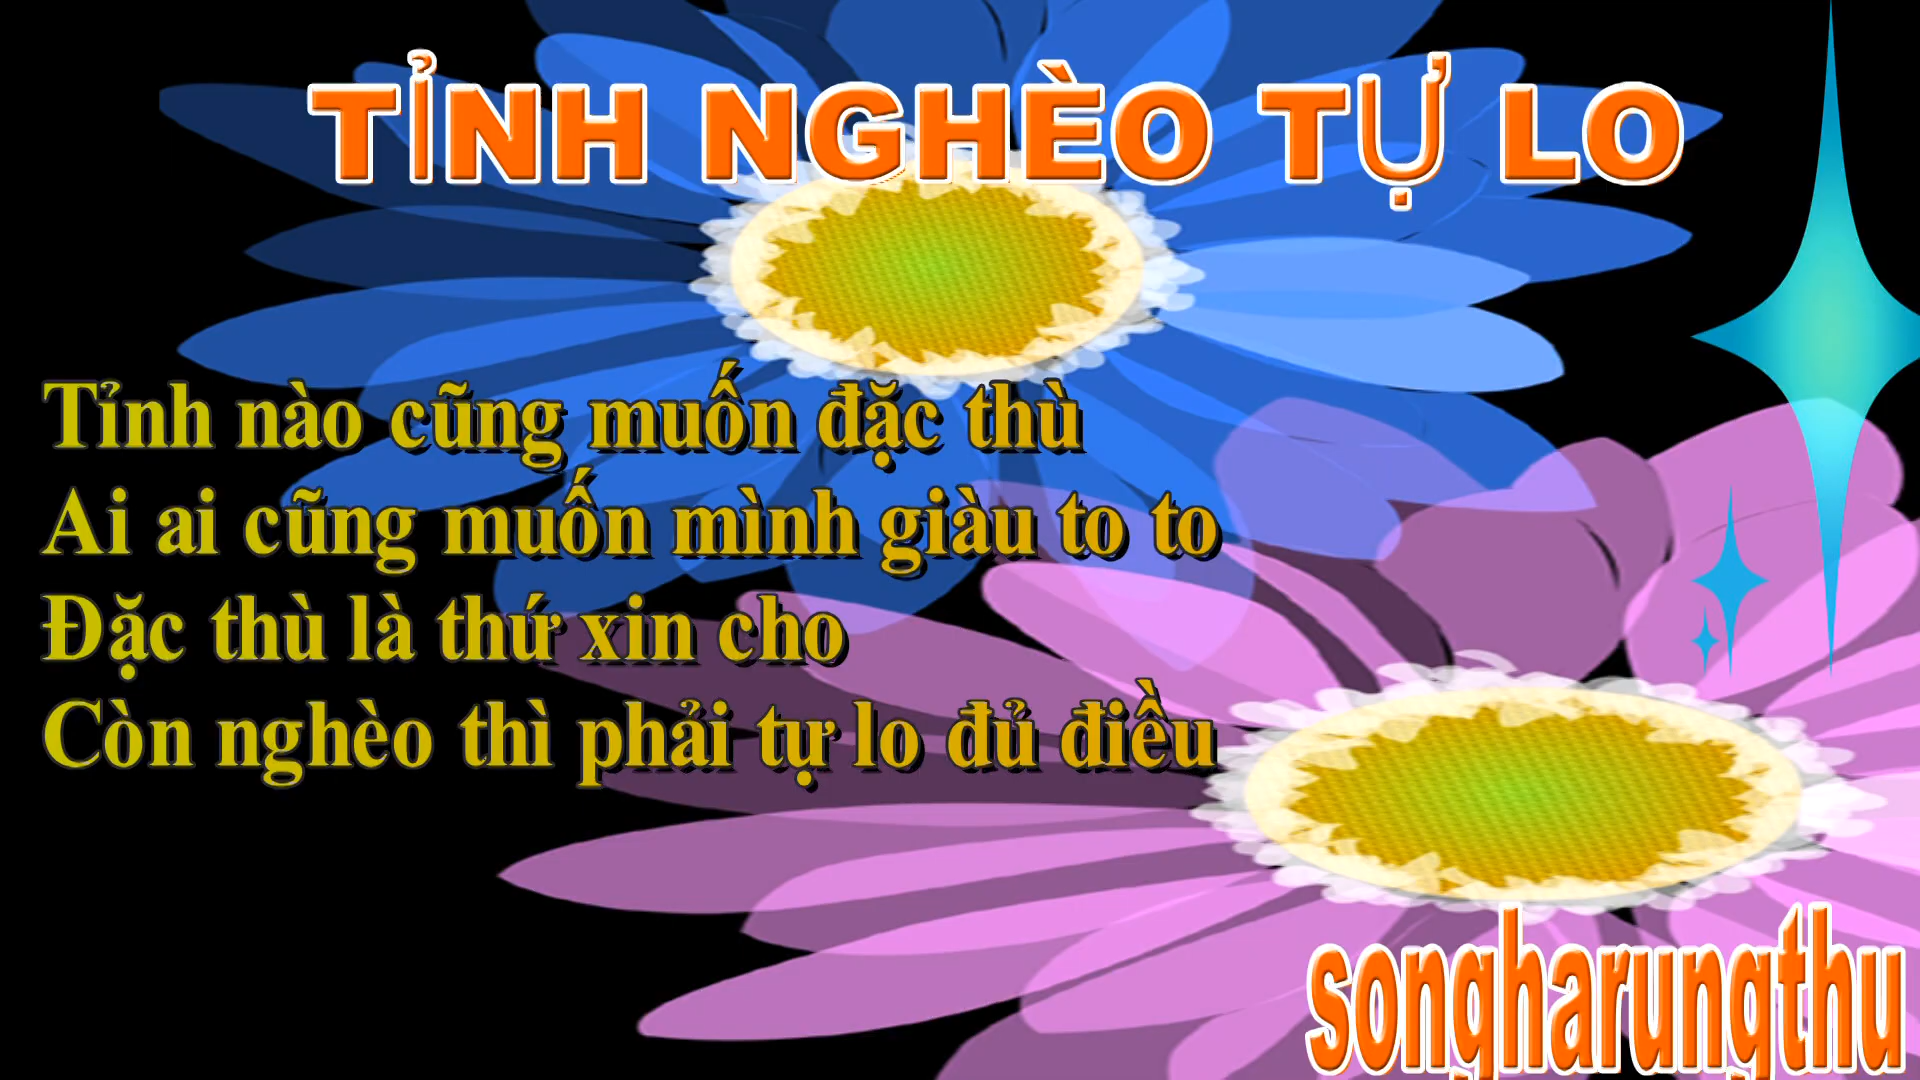 TỈNH NGHÈO TỰ LO
Tỉnh nào cũng muốn đặc thù
Ai ai cũng muốn mình giàu to to
Đặc thù là thứ xin cho
Còn nghèo thì phải tự lo đủ điều
songharungthu